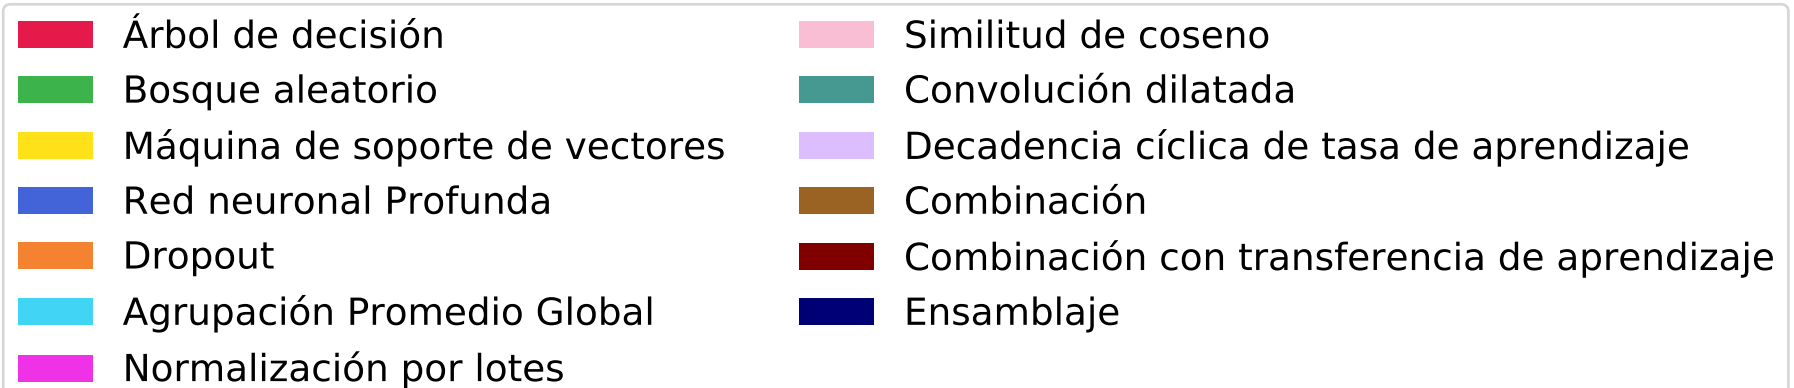 Árbol de decisión
Bosque aleatorio
Máquina de soporte de vectores
Red neuronal Profunda
Dropout
Agrupación Promedio Global
Normalización por lotes
Similitud de coseno
Convolución dilatada
Decadencia cíclica de tasa de aprendizaje
Combinación
Combinación con transferencia de aprendizaje
Ensamblaje